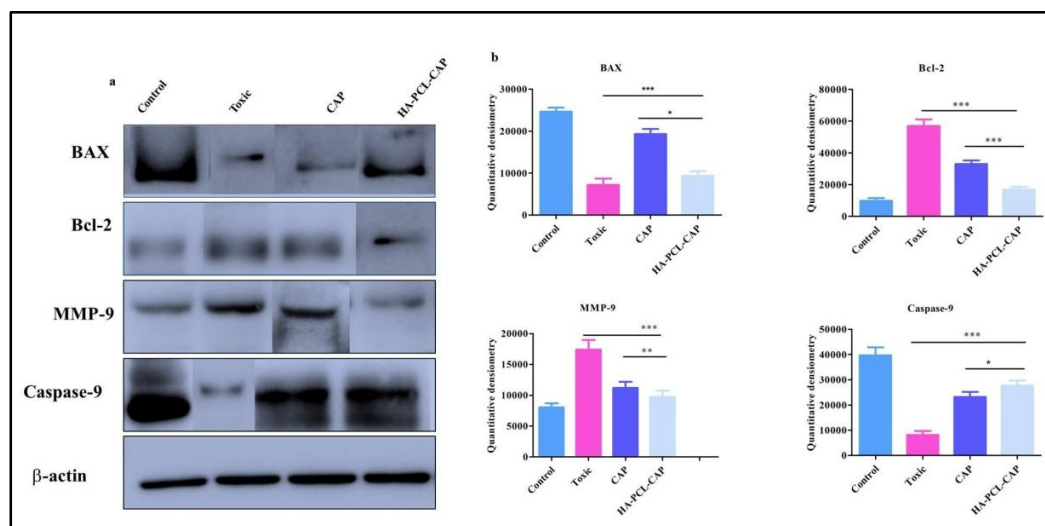 a
Control
Toxic
CAP
HA-PCL-CAP
BAX
Bcl-2
MMP-9
Caspase-9
β-actin
b
BAX
***
*
Quantitative densiometry
30000
20000
10000
0
Control
Toxic
CAP
HA-PCL-CAP
Bcl-2
***
***
Quantitative densiometry
80000
60000
40000
20000
0
Control
Toxic
CAP
HA-PCL-CAP
MMP-9
***
**
Quantitative densiometry
20000
15000
10000
5000
0
Control
Toxic
CAP
HA-PCL-CAP
Caspase-9
***
*
Quantitative densiometry
50000
40000
30000
20000
10000
0
Control
Toxic
CAP
HA-PCL-CAP